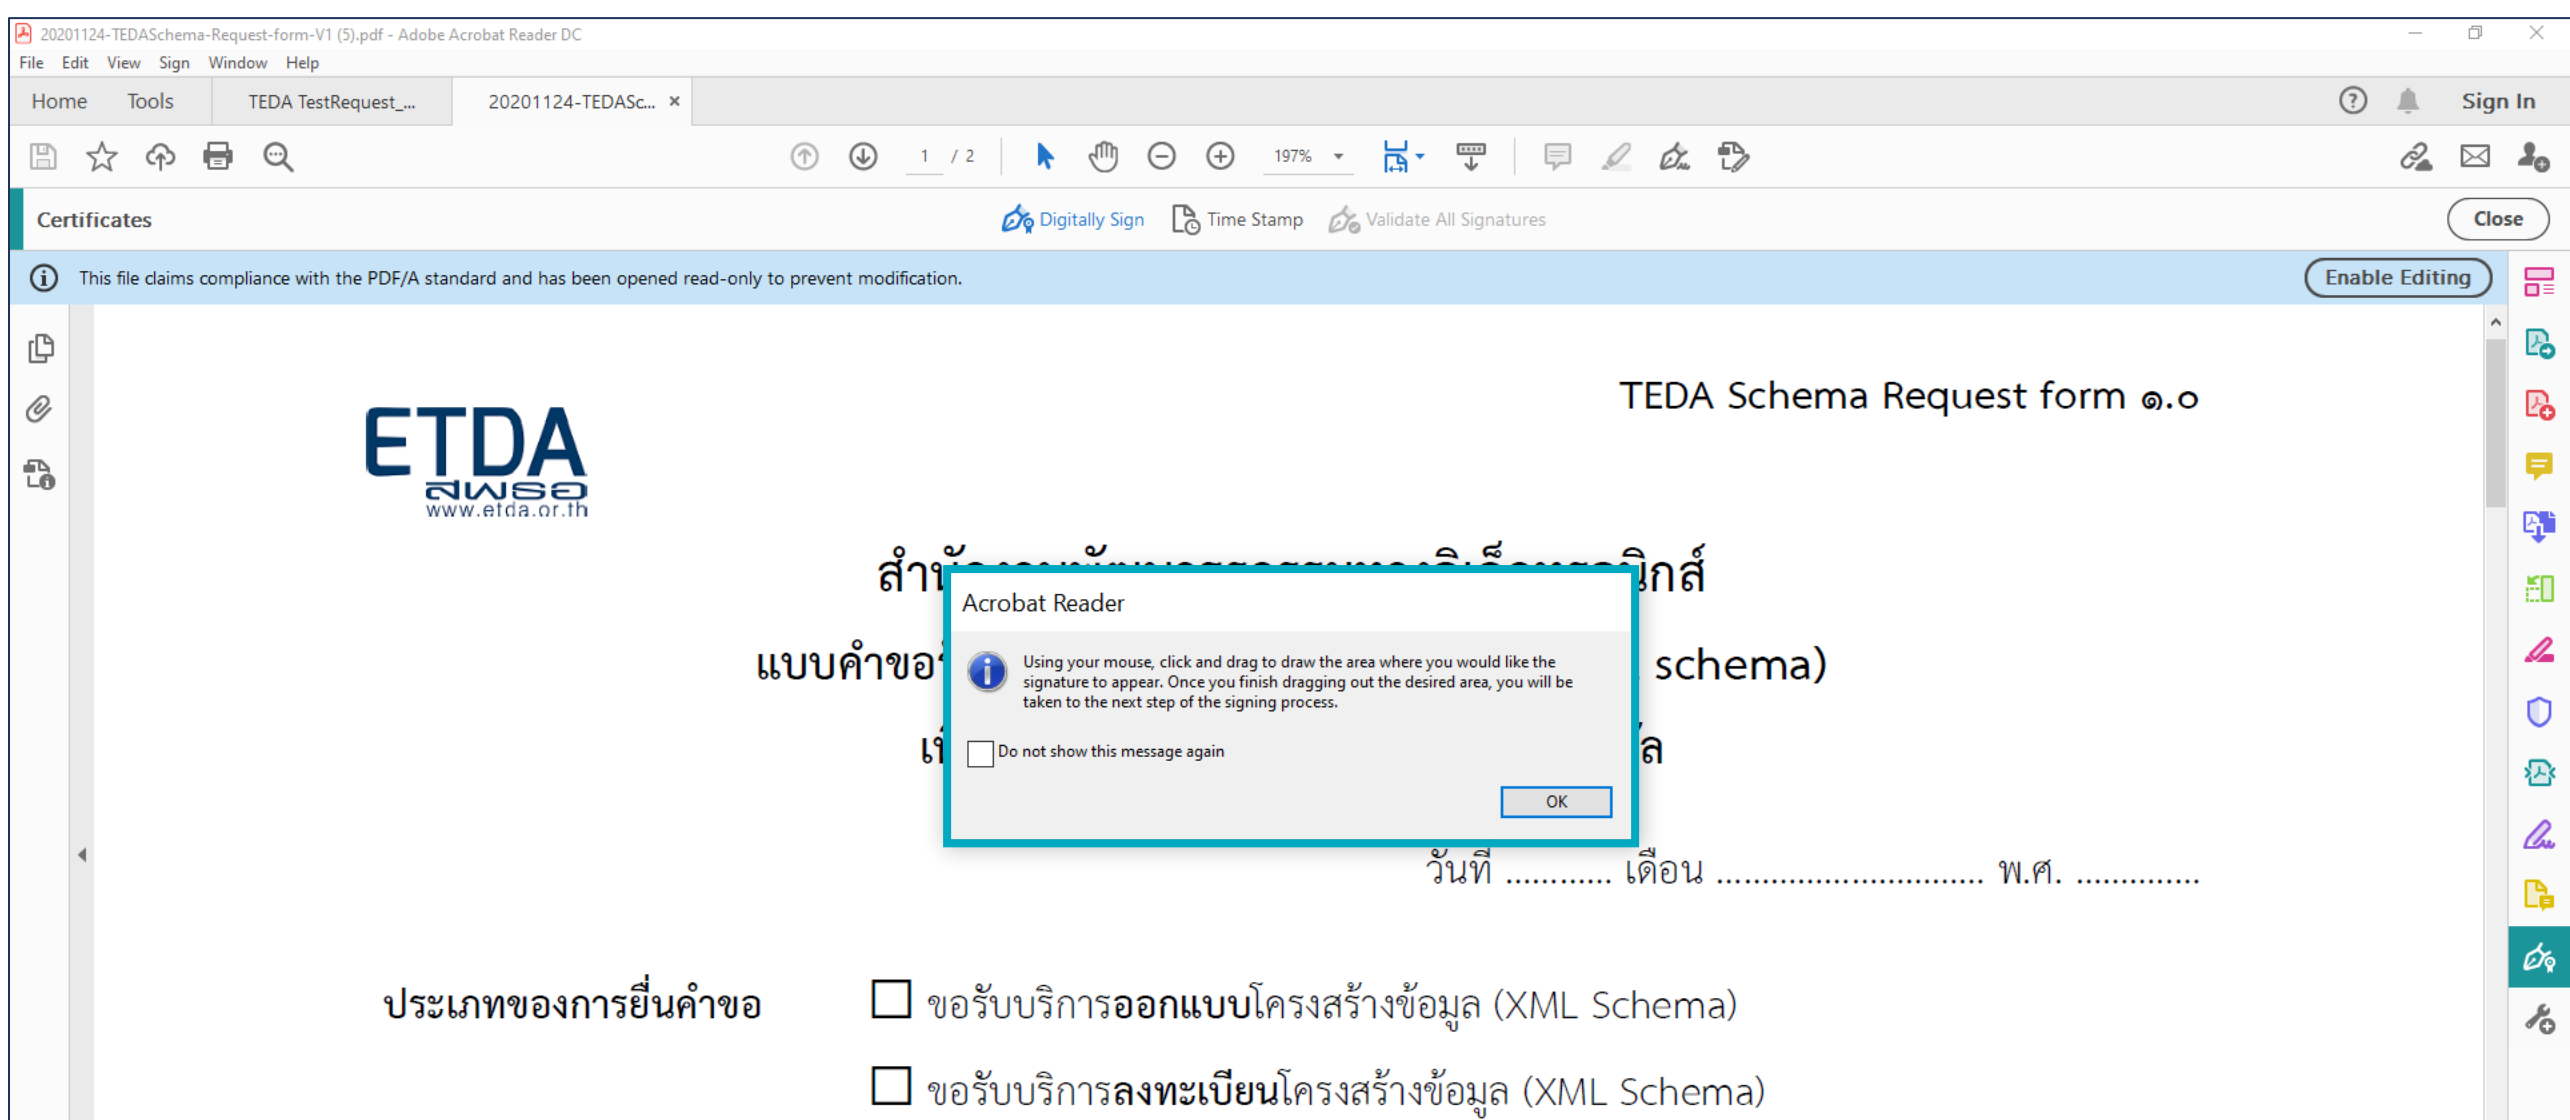 20201124-TEDASchema-Request-form-V1 (5).pdf - Adobe Acrobat Reader DC
File Edit View Sign Window Help
Home Tools TEDA TestRequest_... 20201124-TEDASc... × Sign In
1 / 2 197%
Certificates Digitally Sign Time Stamp Validate All Signatures Close
This file claims compliance with the PDF/A standard and has been opened read-only to prevent modification. Enable Editing
TEDA Schema Request form ๑.๐
ETDA
สพธอ
www.etda.or.th
แบบคำขอ schema)
Acrobat Reader
Using your mouse, click and drag to draw the area where you would like the
signature to appear. Once you finish dragging out the desired area, you will be
taken to the next step of the signing process.
Do not show this message again
OK
วันที่ ............ เดือน .............................. พ.ศ. ..............
ประเภทของการยื่นคำขอ ขอรับบริการออกแบบโครงสร้างข้อมูล (XML Schema)
ขอรับบริการลงทะเบียนโครงสร้างข้อมูล (XML Schema)